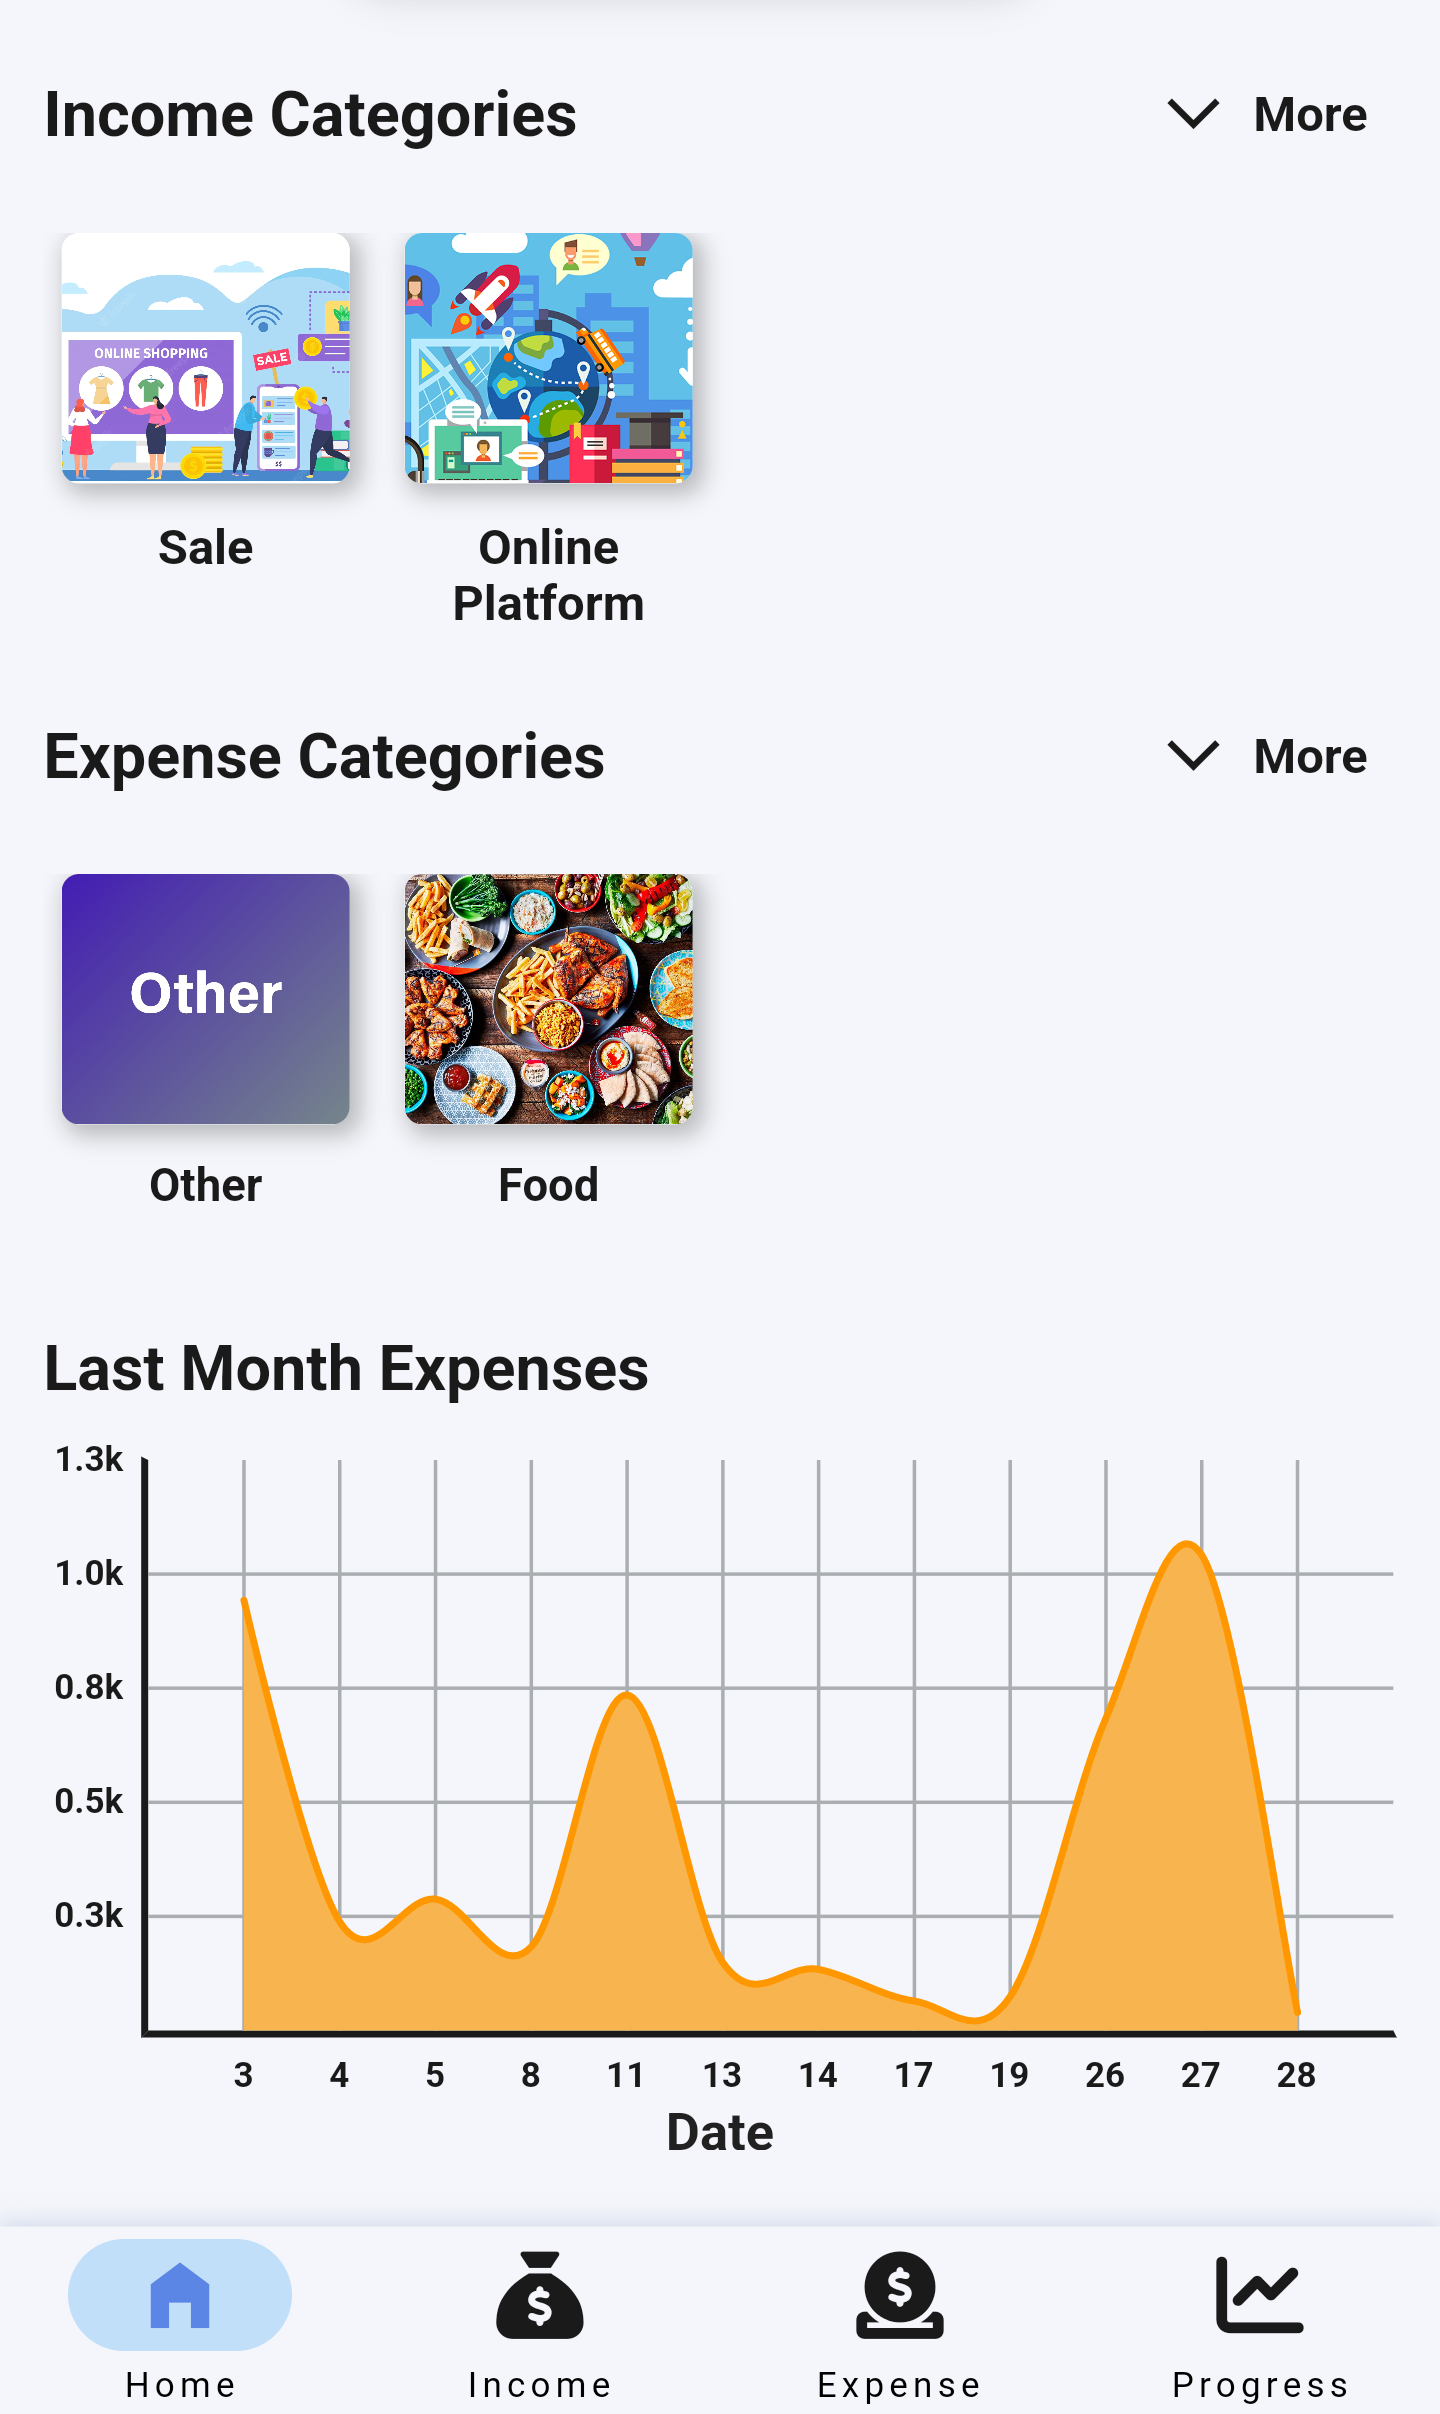 Income Categories
More
ONLINE SHOPPING
SALE
$
$$
Sale
Online
Platform
Expense Categories
More
Other
Other
Food
Last Month Expenses
1.3k
1.0k
0.8k
0.5k
0.3k
3 4 5 8 11 13 14 17 19 26 27 28
Date
$
$
Home Income Expense Progress